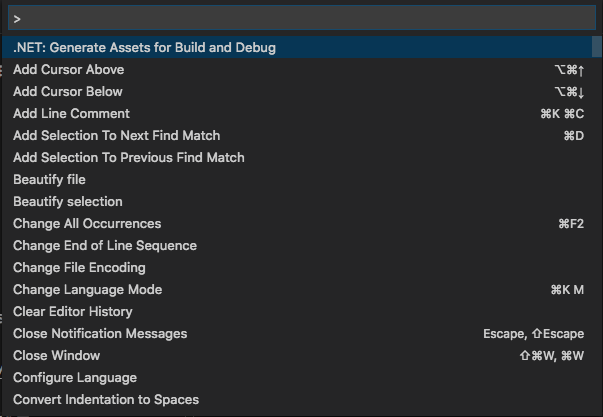 >
.NET: Generate Assets for Build and Debug
Add Cursor Above ⌥⌘↑
Add Cursor Below ⌥⌘↓
Add Line Comment ⌘K ⌘C
Add Selection To Next Find Match ⌘D
Add Selection To Previous Find Match
Beautify file
Beautify selection
Change All Occurrences ⌘F2
Change End of Line Sequence
Change File Encoding
Change Language Mode ⌘K M
Clear Editor History
Close Notification Messages Escape, ⇧Escape
Close Window ⇧⌘W, ⌘W
Configure Language
Convert Indentation to Spaces